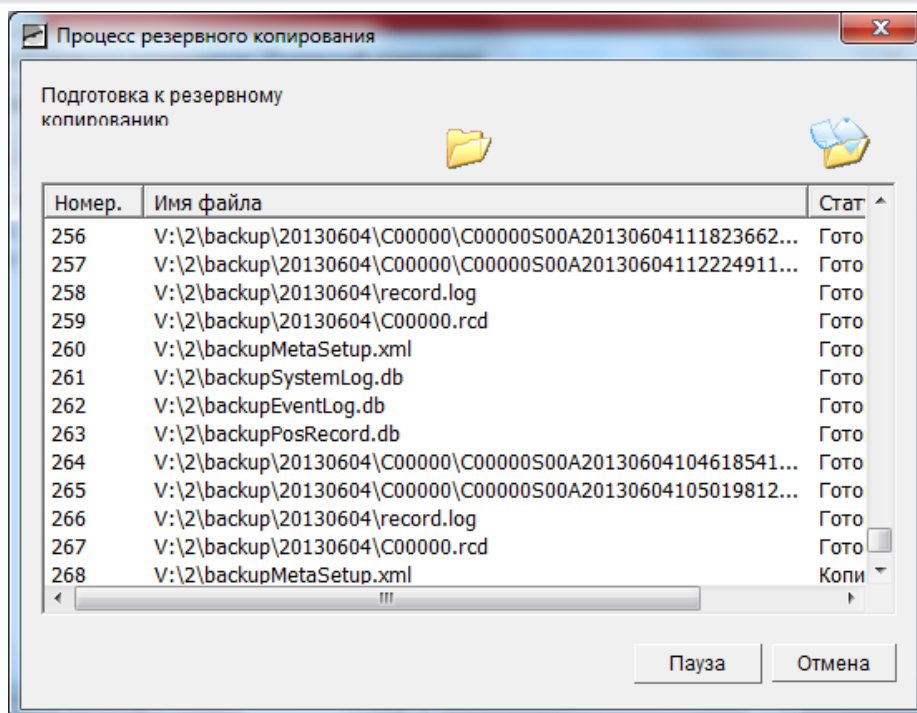 Процесс резервного копирования
Подготовка к резервному
копированию
Номер. Имя файла Стат
256 V:\2\backup\20130604\C00000\C00000S00A20130604111823662... Гото
257 V:\2\backup\20130604\C00000\C00000S00A20130604112224911... Гото
258 V:\2\backup\20130604\record.log Гото
259 V:\2\backup\20130604\C00000.rcd Гото
260 V:\2\backupMetaSetup.xml Гото
261 V:\2\backupSystemLog.db Гото
262 V:\2\backupEventLog.db Гото
263 V:\2\backupPosRecord.db Гото
264 V:\2\backup\20130604\C00000\C00000S00A20130604104618541... Гото
265 V:\2\backup\20130604\C00000\C00000S00A20130604105019812... Гото
266 V:\2\backup\20130604\record.log Гото
267 V:\2\backup\20130604\C00000.rcd Гото
268 V:\2\backupMetaSetup.xml Копи
Пауза Отмена